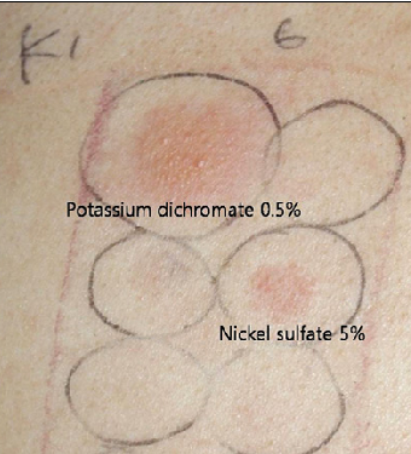 K1 6
Potassium dichromate 0.5%
Nickel sulfate 5%